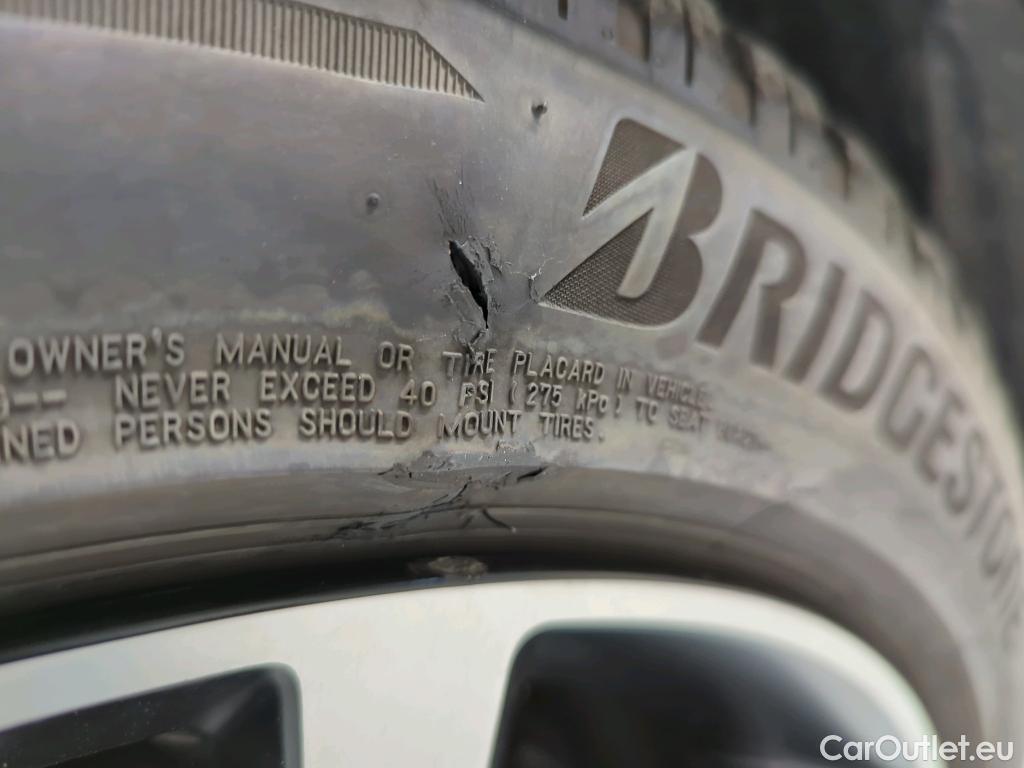 BRIDGESTONE
OWNER'S MANUAL OR TIRE PLACARD IN VEHICLE.
-- NEVER EXCEED 40 PSI (275 kPa) TO SEAT
PERSONS SHOULD MOUNT TIRES.
CarOutlet.eu